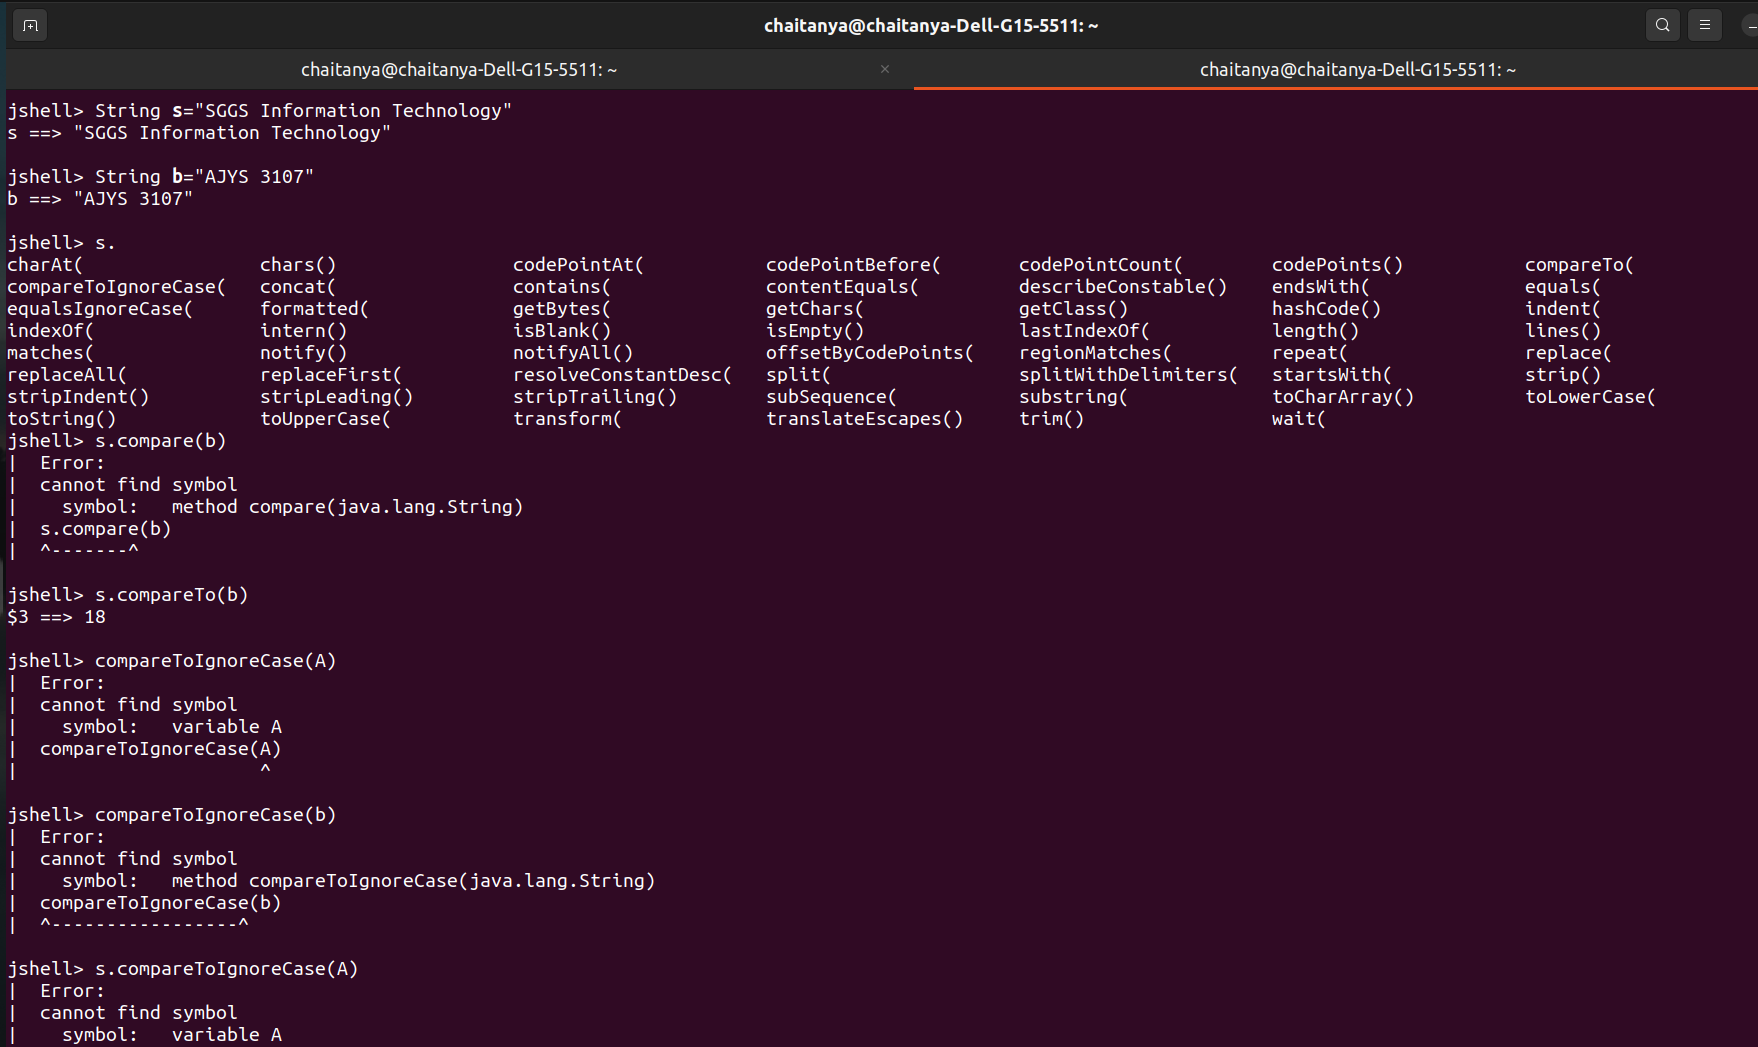 chaitanya@chaitanya-Dell-G15-5511: ~
chaitanya@chaitanya-Dell-G15-5511: ~ × chaitanya@chaitanya-Dell-G15-5511: ~
jshell> String s="SGGS Information Technology"
s ==> "SGGS Information Technology"
jshell> String b="AJYS 3107"
b ==> "AJYS 3107"
jshell> s.
charAt( chars() codePointAt( codePointBefore( codePointCount( codePoints() compareTo(
compareToIgnoreCase( concat( contains( contentEquals( describeConstable() endsWith( equals(
equalsIgnoreCase( formatted( getBytes( getChars( getClass() hashCode() indent(
indexOf( intern() isBlank() isEmpty() lastIndexOf( length() lines()
matches( notify() notifyAll() offsetByCodePoints( regionMatches( repeat( replace(
replaceAll( replaceFirst( resolveConstantDesc( split( splitWithDelimiters( startsWith( strip()
stripIndent() stripLeading() stripTrailing() subSequence( substring( toCharArray() toLowerCase(
toString() toUpperCase( transform( translateEscapes() trim() wait(
jshell> s.compare(b)
|  Error:
|  cannot find symbol
|    symbol:   method compare(java.lang.String)
|  s.compare(b)
|  ^-------^
jshell> s.compareTo(b)
$3 ==> 18
jshell> compareToIgnoreCase(A)
|  Error:
|  cannot find symbol
|    symbol:   variable A
|  compareToIgnoreCase(A)
|                      ^
jshell> compareToIgnoreCase(b)
|  Error:
|  cannot find symbol
|    symbol:   method compareToIgnoreCase(java.lang.String)
|  compareToIgnoreCase(b)
|  ^-----------------^
jshell> s.compareToIgnoreCase(A)
|  Error:
|  cannot find symbol
|    symbol:   variable A